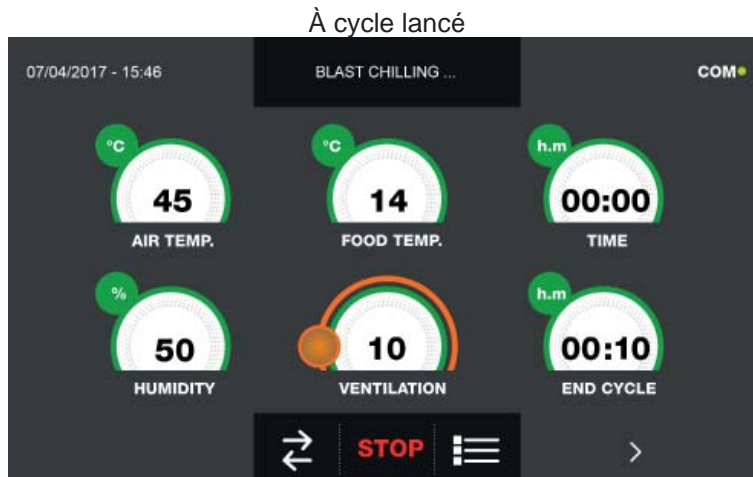 À cycle lancé
07/04/2017 - 15:46 BLAST CHILLING ... COM
°C °C h.m
45 14 00:00
AIR TEMP. FOOD TEMP. TIME
% h.m
50 10 00:10
HUMIDITY VENTILATION END CYCLE
STOP